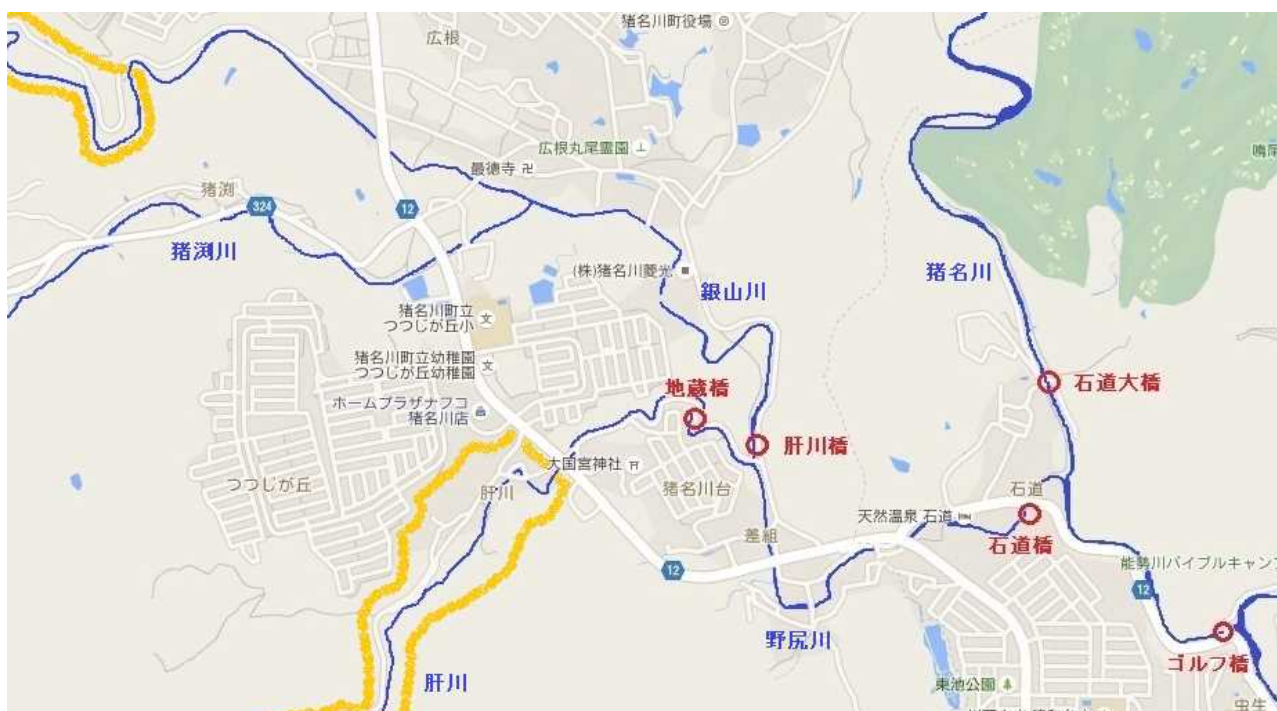 猪名川町役場
広根
広根丸尾霊園
最徳寺
猪渕
324
12
猪渕川
(株)猪名川菱光
銀山川
猪名川
猪名川町立
つつじが丘小
猪名川町立幼稚園
つつじが丘幼稚園
ホームプラザナフコ
猪名川店
地蔵橋
石道大橋
肝川橋
大国宮神社
つつじが丘
肝川
猪名川台
天然温泉 石道
石道
石道橋
差組
12
能勢川バイブルキャンプ
12
野尻川
ゴルフ橋
肝川
東池公園
虫生